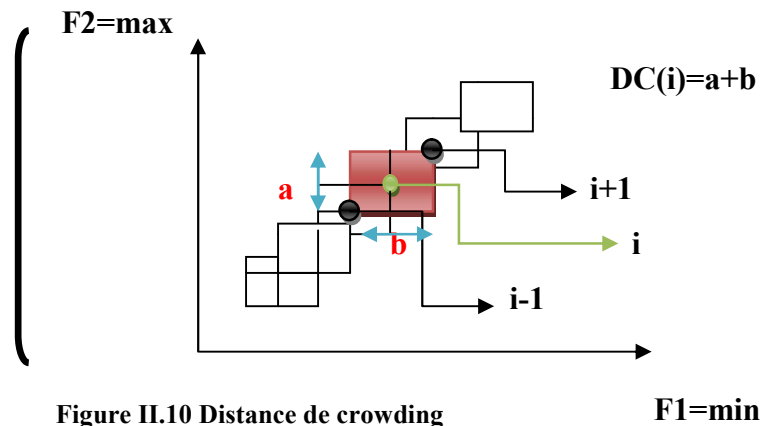 F2=max
DC(i)=a+b
a
i+1
b
i
i-1
Figure II.10 Distance de crowding
F1=min